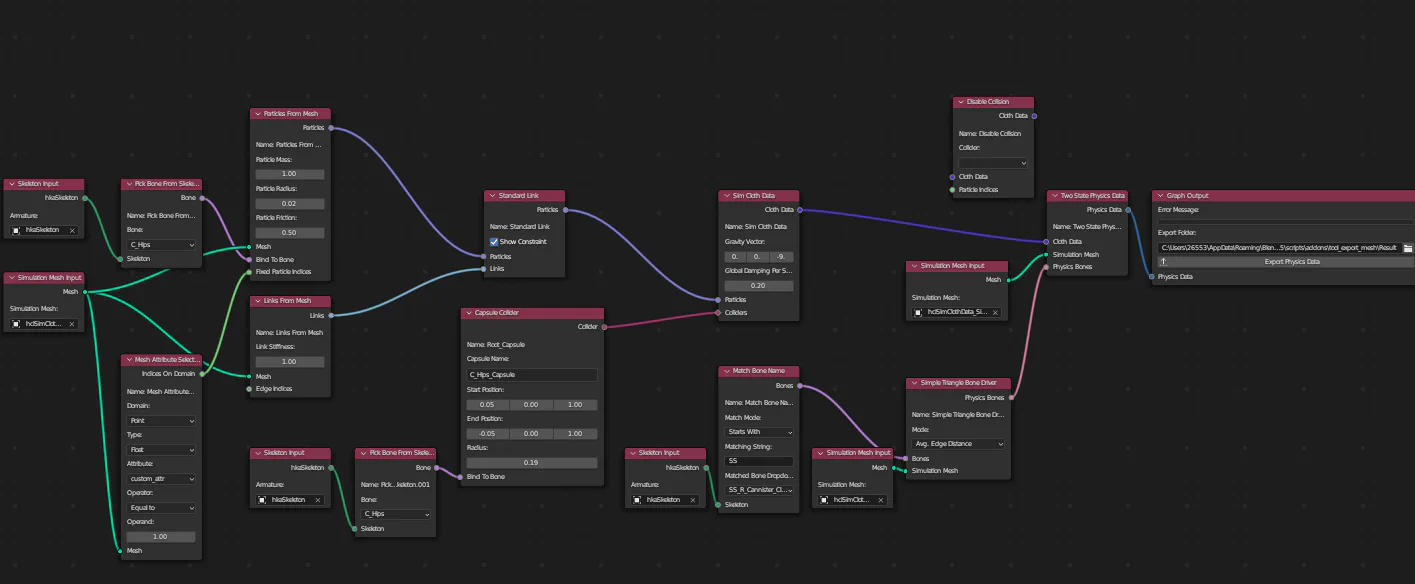 Skeleton Input
hkaSkeleton
Armature:
hkaSkeleton
Simulation Mesh Input
Mesh
Simulation Mesh:
hclSimClot...
Pick Bone From Skele...
Bone
Name: Pick Bone From...
Bone:
C_Hips
Skeleton
Mesh Attribute Select...
Indices On Domain
Name: Mesh Attribute...
Domain:
Point
Type:
Float
Attribute:
custom_attr
Operator:
Equal to
Operand:
1.00
Mesh
Particles From Mesh
Particles
Name: Particles From ...
Particle Mass:
1.00
Particle Radius:
0.02
Particle Friction:
0.50
Mesh
Bind To Bone
Fixed Particle Indices
Links From Mesh
Links
Name: Links From Mesh
Link Stiffness:
1.00
Mesh
Edge Indices
Skeleton Input
hkaSkeleton
Armature:
hkaSkeleton
Pick Bone From Skele...
Bone
Name: Pick...keleton.001
Bone:
C_Hips
Skeleton
Standard Link
Particles
Name: Standard Link
Show Constraint
Particles
Links
Capsule Collider
Collider
Name: Root_Capsule
Capsule Name:
C_Hips_Capsule
Start Position:
0.05 0.00 1.00
End Position:
-0.05 0.00 1.00
Radius:
0.19
Bind To Bone
Skeleton Input
hkaSkeleton
Armature:
hkaSkeleton
Sim Cloth Data
Cloth Data
Name: Sim Cloth Data
Gravity Vector:
0. 0. -9.
Global Damping Per S...
0.20
Particles
Colliders
Match Bone Name
Bones
Name: Match Bone Na...
Match Mode:
Starts With
Matching String:
SS
Matched Bone Dropdo...
SS_R_Cannister_Cl...
Skeleton
Simulation Mesh Input
Mesh
Simulation Mesh:
hclSimClot...
Disable Collision
Cloth Data
Name: Disable Collision
Collider:
Cloth Data
Particle Indices
Simulation Mesh Input
Mesh
Simulation Mesh:
hclSimClothData_Si...
Simple Triangle Bone Driver
Physics Bones
Name: Simple Triangle Bone Dr...
Mode:
Avg. Edge Distance
Bones
Simulation Mesh
Two State Physics Data
Physics Data
Name: Two State Phys...
Cloth Data
Simulation Mesh
Physics Bones
Graph Output
Error Message:
Export Folder:
C:\Users\26553\AppData\Roaming\Blen...5\scripts\addons\tcd_export_mesh\Result
Export Physics Data
Physics Data